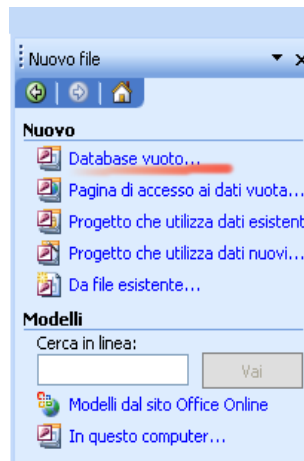 Nuovo file
Nuovo
Database vuoto...
Pagina di accesso ai dati vuota...
Progetto che utilizza dati esistent
Progetto che utilizza dati nuovi...
Da file esistente...
Modelli
Cerca in linea:
Vai
Modelli dal sito Office Online
In questo computer...